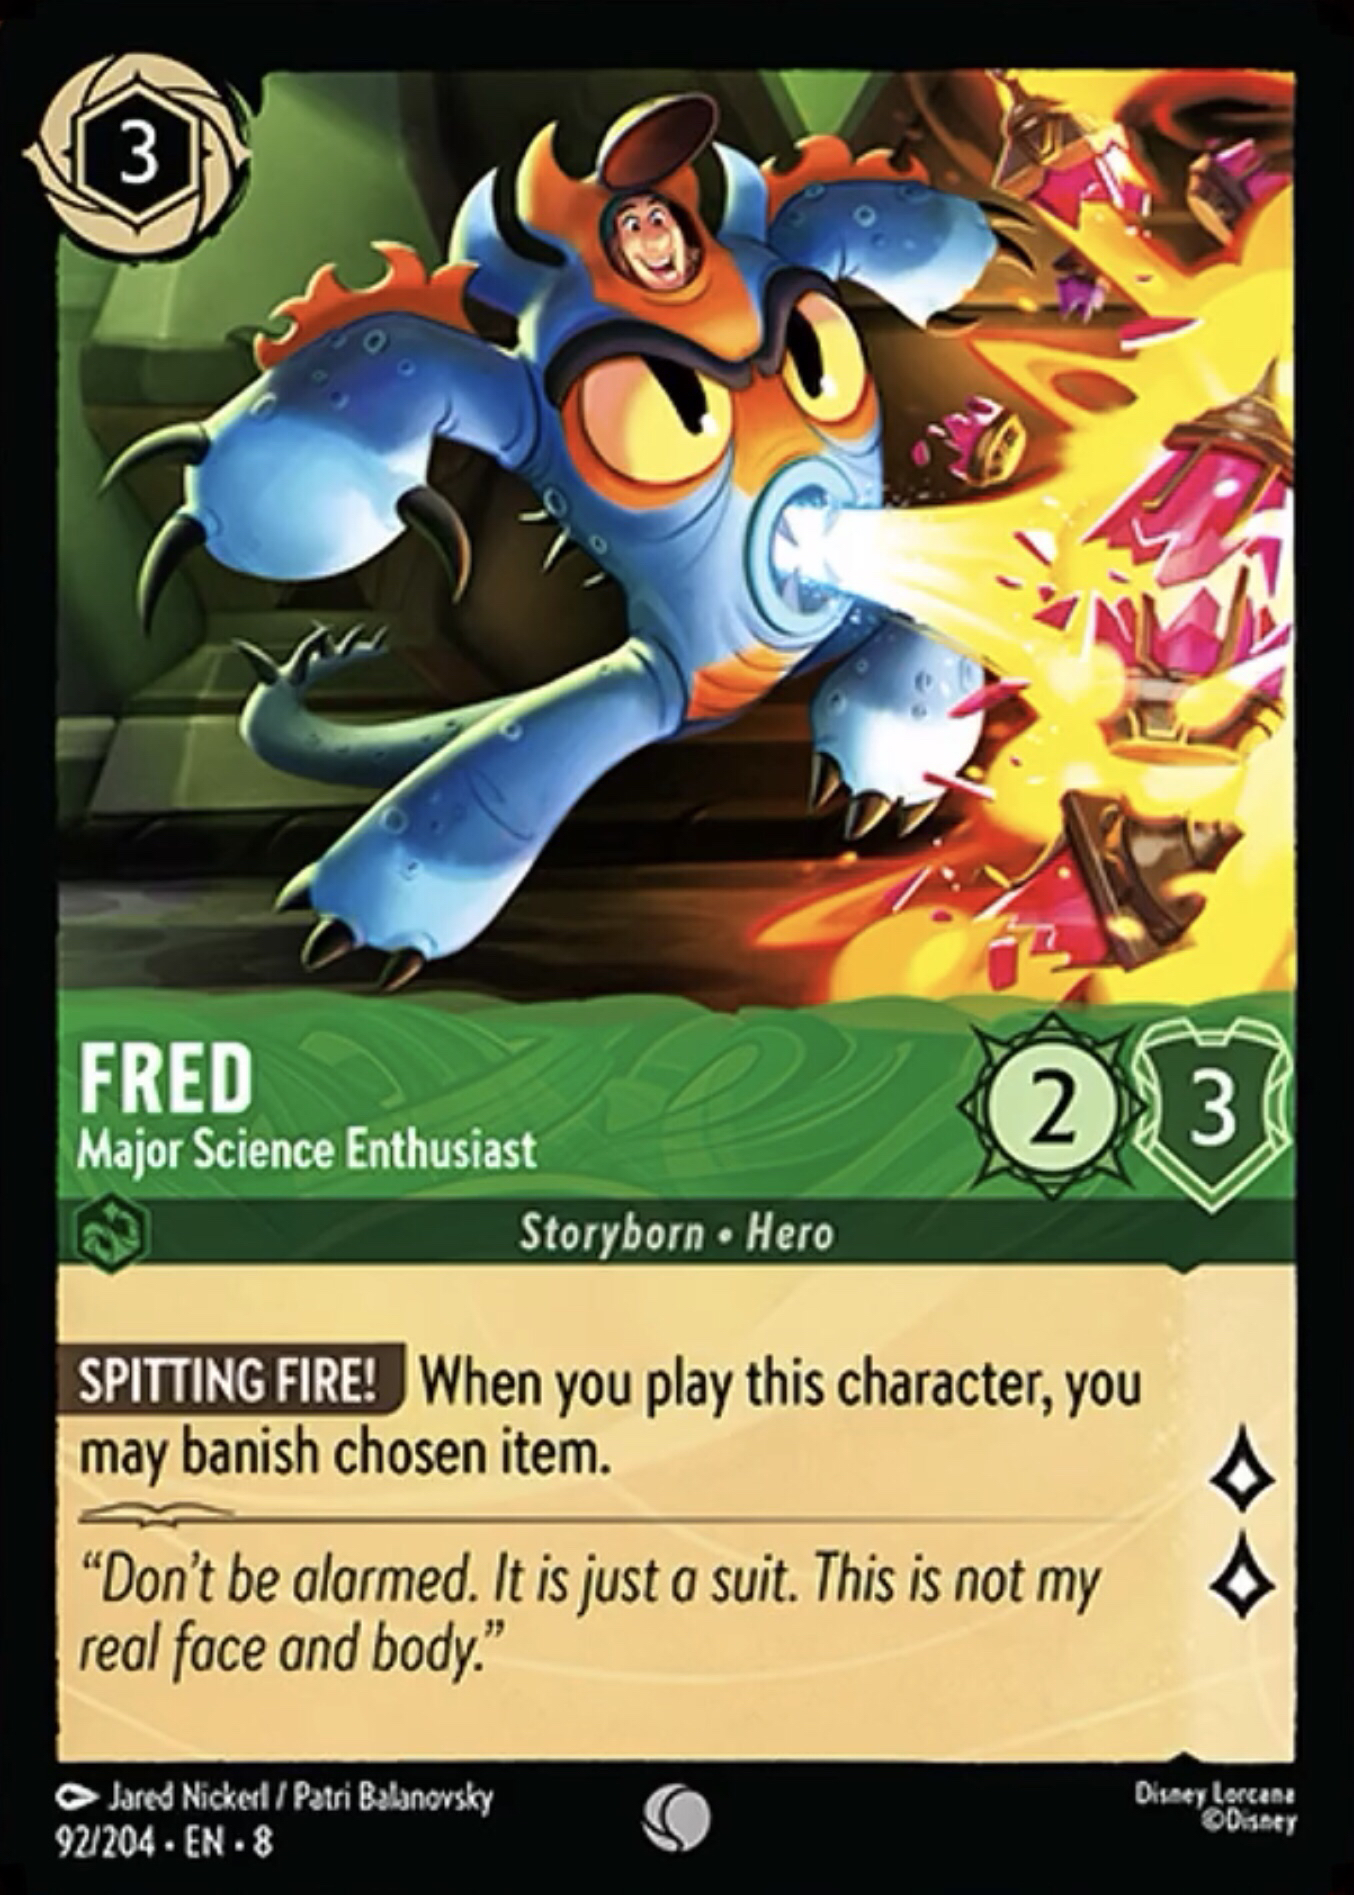 3
FRED
Major Science Enthusiast
2
3
Storyborn • Hero
SPITTING FIRE! When you play this character, you
may banish chosen item.
“Don’t be alarmed. It is just a suit. This is not my
real face and body.”
Jared Nickerl / Patri Balanovsky
92/204 • EN • 8
Disney Lorcana
©Disney